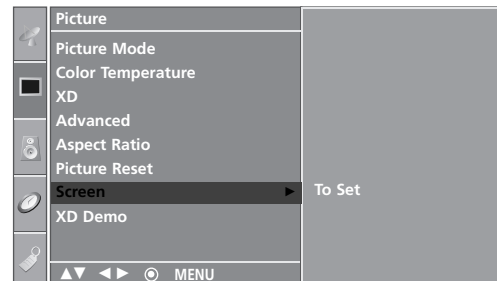 Picture
Picture Mode
Color Temperature
XD
Advanced
Aspect Ratio
Picture Reset
Screen ► To Set
XD Demo
▲▼ ◄► ⦿ MENU